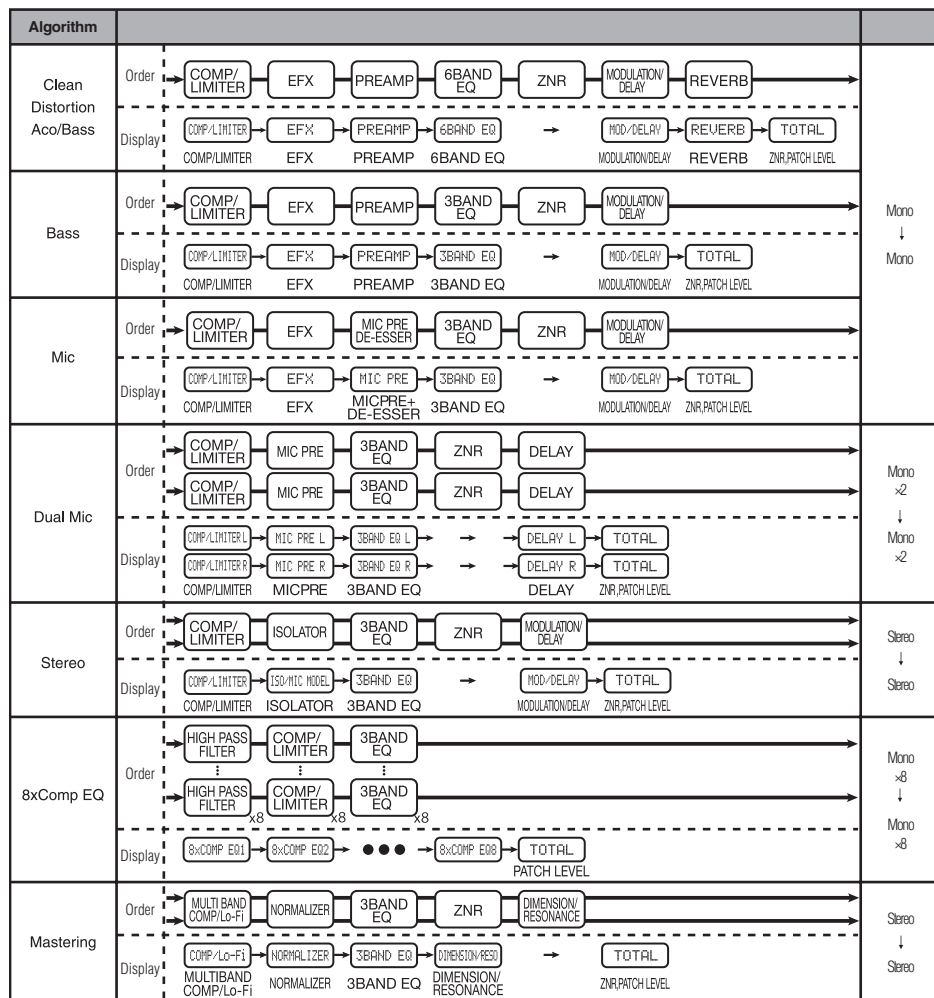 Algorithm
Clean
Distortion
Aco/Bass
Order
COMP/
LIMITER
EFX
PREAMP
6BAND
EQ
ZNR
MODULATION/
DELAY
REVERB
Display
COMP/LIMITER → EFX → PREAMP → 6BAND EQ → MOD/DELAY → REVERB → TOTAL
COMP/LIMITER EFX PREAMP 6BAND EQ MODULATION/DELAY REVERB ZNR,PATCH LEVEL
Bass
Order
COMP/
LIMITER
EFX
PREAMP
3BAND
EQ
ZNR
MODULATION/
DELAY
Display
COMP/LIMITER → EFX → PREAMP → 3BAND EQ → MOD/DELAY → TOTAL
COMP/LIMITER EFX PREAMP 3BAND EQ MODULATION/DELAY ZNR,PATCH LEVEL
Mic
Order
COMP/
LIMITER
EFX
MIC PRE
DE-ESSER
3BAND
EQ
ZNR
MODULATION/
DELAY
Display
COMP/LIMITER → EFX → MIC PRE → 3BAND EQ → MOD/DELAY → TOTAL
COMP/LIMITER EFX MICPRE+
DE-ESSER 3BAND EQ MODULATION/DELAY ZNR,PATCH LEVEL
Mono
↓
Mono
Dual Mic
Order
COMP/
LIMITER
MIC PRE
3BAND
EQ
ZNR
DELAY
COMP/
LIMITER
MIC PRE
3BAND
EQ
ZNR
DELAY
Display
COMP/LIMITER L → MIC PRE L → 3BAND EQ L → → → DELAY L → TOTAL
COMP/LIMITER R → MIC PRE R → 3BAND EQ R → → → DELAY R → TOTAL
COMP/LIMITER MICPRE 3BAND EQ DELAY ZNR,PATCH LEVEL
Mono
×2
↓
Mono
×2
Stereo
Order
COMP/
LIMITER
ISOLATOR
3BAND
EQ
ZNR
MODULATION/
DELAY
Display
COMP/LIMITER → ISO/MIC MODEL → 3BAND EQ → MOD/DELAY → TOTAL
COMP/LIMITER ISOLATOR 3BAND EQ MODULATION/DELAY ZNR,PATCH LEVEL
Stereo
↓
Stereo
8xComp EQ
Order
HIGH PASS
FILTER
COMP/
LIMITER
3BAND
EQ
HIGH PASS
FILTER
x8
COMP/
LIMITER
x8
3BAND
EQ
x8
Display
8xCOMP EQ1 → 8xCOMP EQ2 → ●●● → 8xCOMP EQ8 → TOTAL
PATCH LEVEL
Mono
×8
↓
Mono
×8
Mastering
Order
MULTI BAND
COMP/Lo-Fi
NORMALIZER
3BAND
EQ
ZNR
DIMENSION/
RESONANCE
Display
COMP/Lo-Fi → NORMALIZER → 3BAND EQ → DIMENSION/RESO → TOTAL
MULTIBAND
COMP/Lo-Fi
NORMALIZER
3BAND EQ
DIMENSION/
RESONANCE
ZNR,PATCH LEVEL
Stereo
↓
Stereo